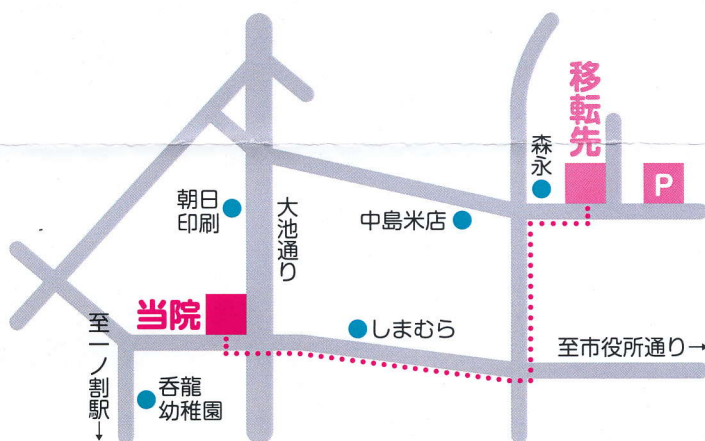 移転先
森永
P
朝日
印刷
大池通り
中島米店
当院
しまむら
至一ノ割駅→
至市役所通り→
呑龍
幼稚園